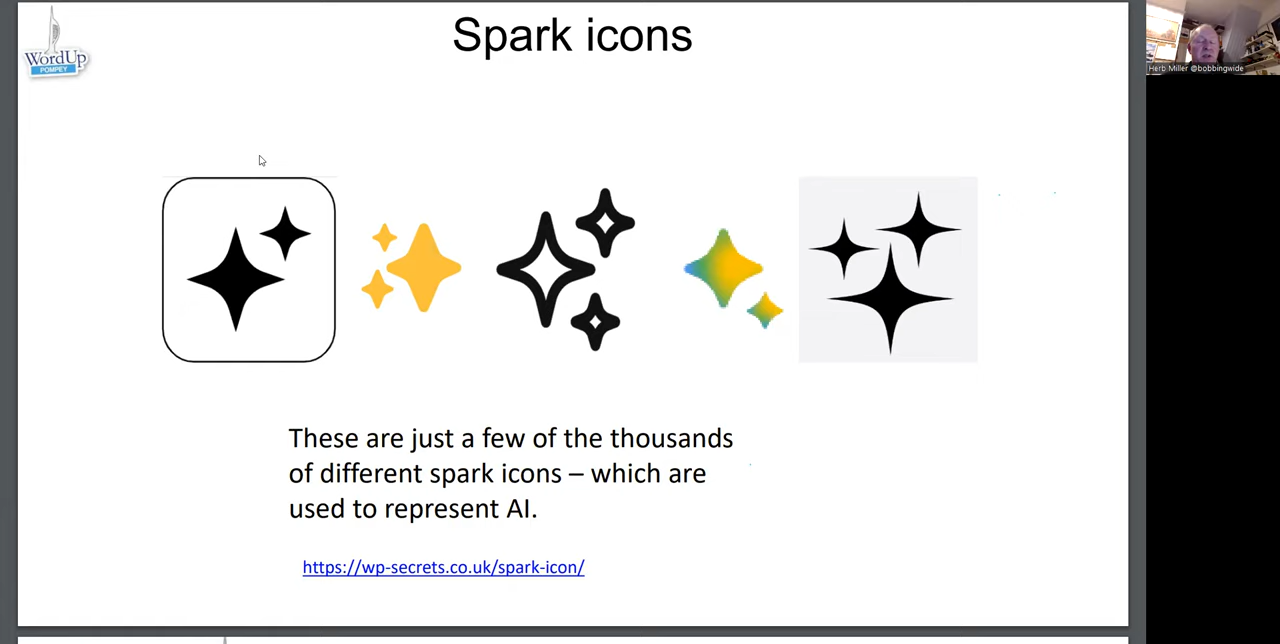 Spark icons
WordUp
POMPEY
Herb Miller @bobbingwide
These are just a few of the thousands
of different spark icons – which are
used to represent AI.
https://wp-secrets.co.uk/spark-icon/